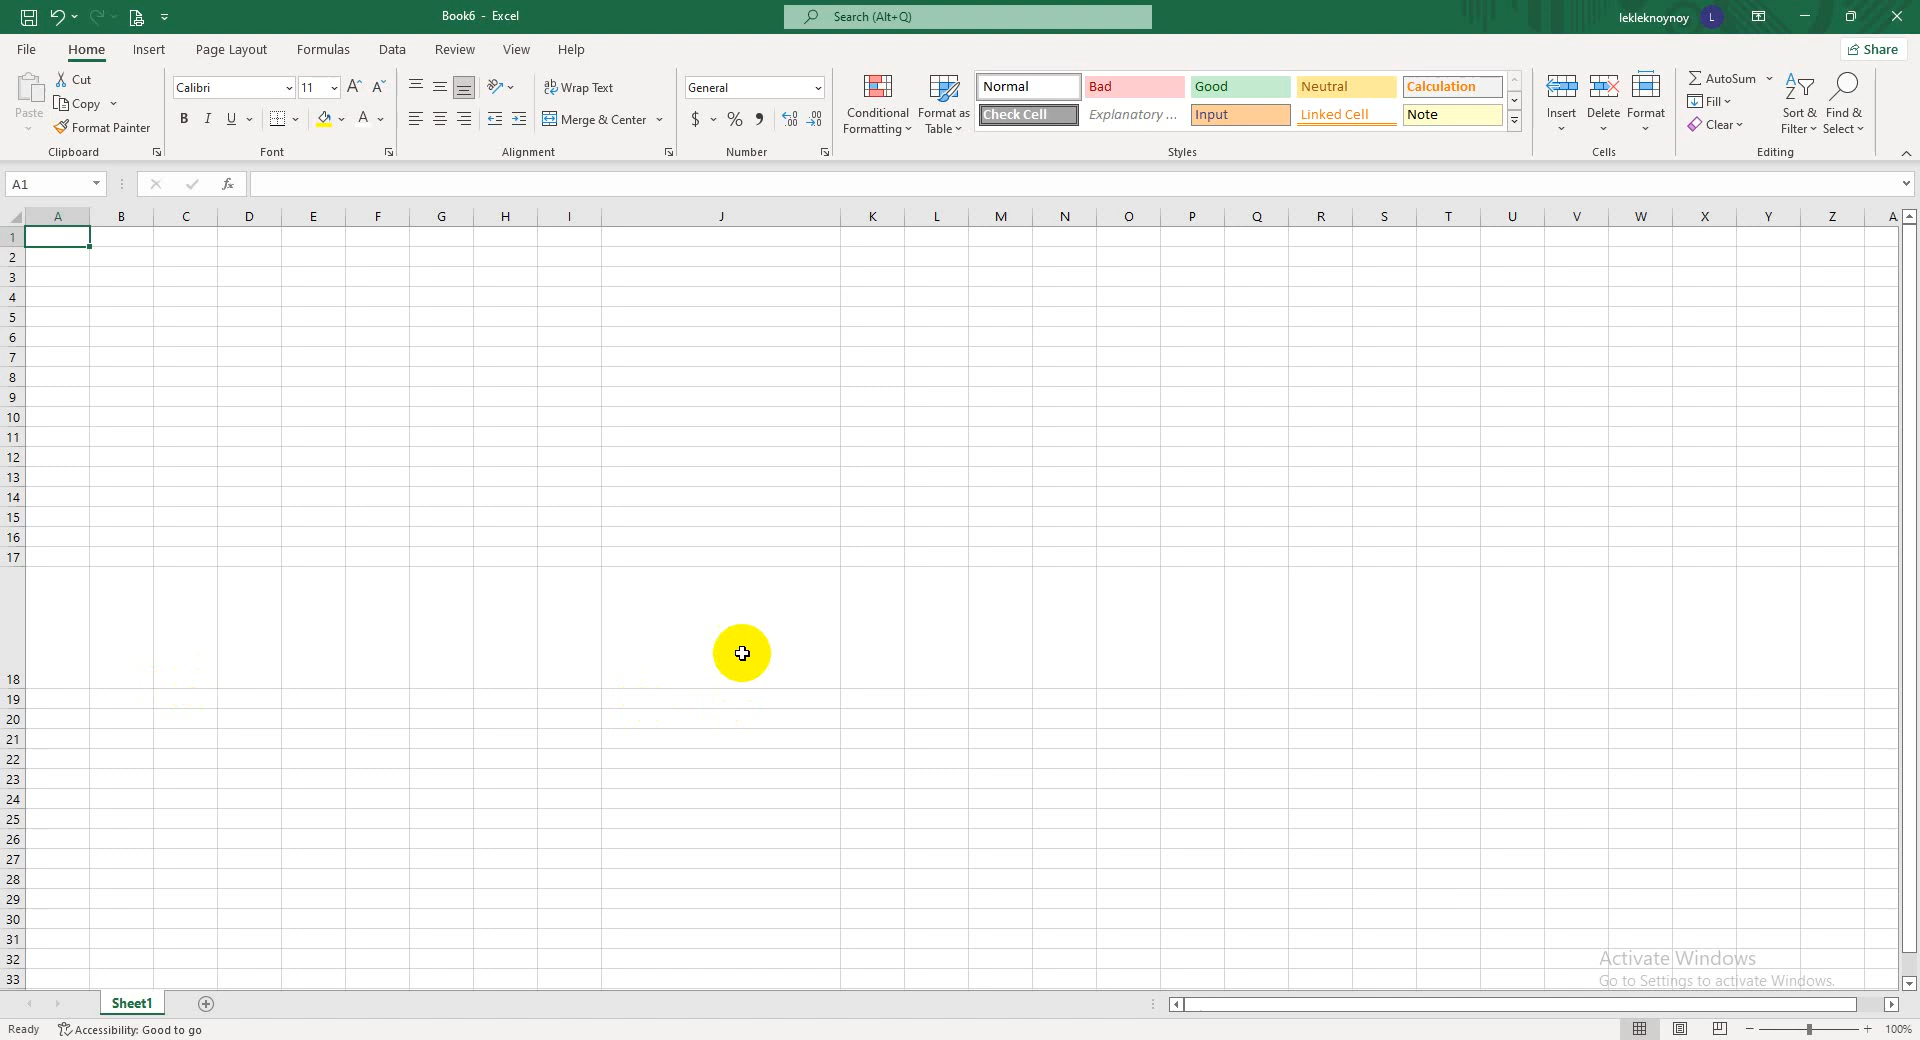 Book6 - Excel
Search (Alt+Q)
lekleknoynoy
L
File Home Insert Page Layout Formulas Data Review View Help
Share
Paste
Cut
Copy
Format Painter
Clipboard
Calibri 11
B I U
Font
Wrap Text
Merge & Center
Alignment
General
$ % ,
Number
Conditional Formatting
Format as Table
Normal Bad Good Neutral Calculation
Check Cell Explanatory ... Input Linked Cell Note
Styles
Insert Delete Format
Cells
AutoSum
Fill
Clear
Sort & Filter
Find & Select
Editing
A1
fx
A B C D E F G H I J K L M N O P Q R S T U V W X Y Z A
1
2
3
4
5
6
7
8
9
10
11
12
13
14
15
16
17
18
19
20
21
22
23
24
25
26
27
28
29
30
31
32
33
Activate Windows
Go to Settings to activate Windows.
Sheet1
Ready
Accessibility: Good to go
100%